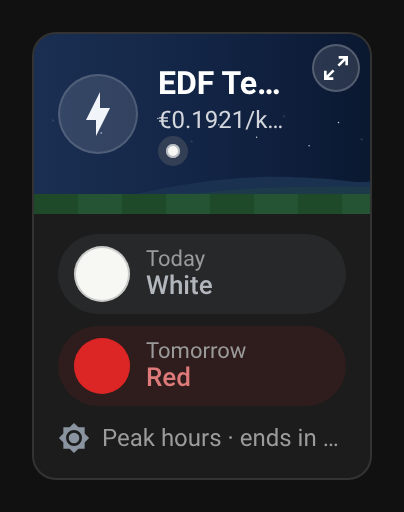 EDF Te...
€0.1921/k...
Today
White
Tomorrow
Red
Peak hours · ends in ...